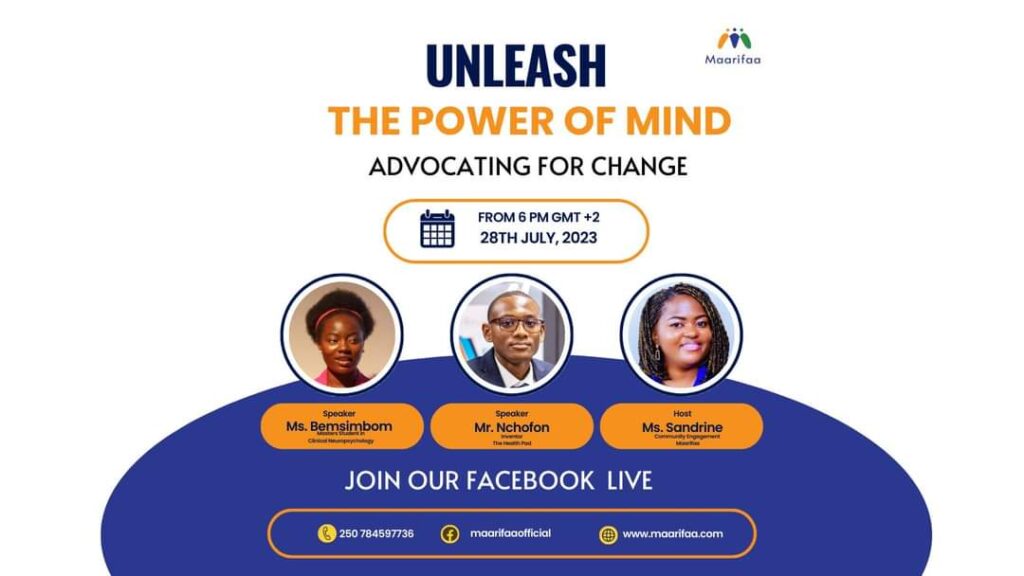 Maarifaa
UNLEASH
THE POWER OF MIND
ADVOCATING FOR CHANGE
FROM 6 PM GMT +2
28TH JULY, 2023
Speaker
Ms. Bemsimbom
Masters Student in
Clinical Neuropsychology
Speaker
Mr. Nchofon
Inventor
The Health Pad
Host
Ms. Sandrine
Community Engagement
Maarifaa
JOIN OUR FACEBOOK LIVE
250 784597736
maarifaaofficial
www.maarifaa.com